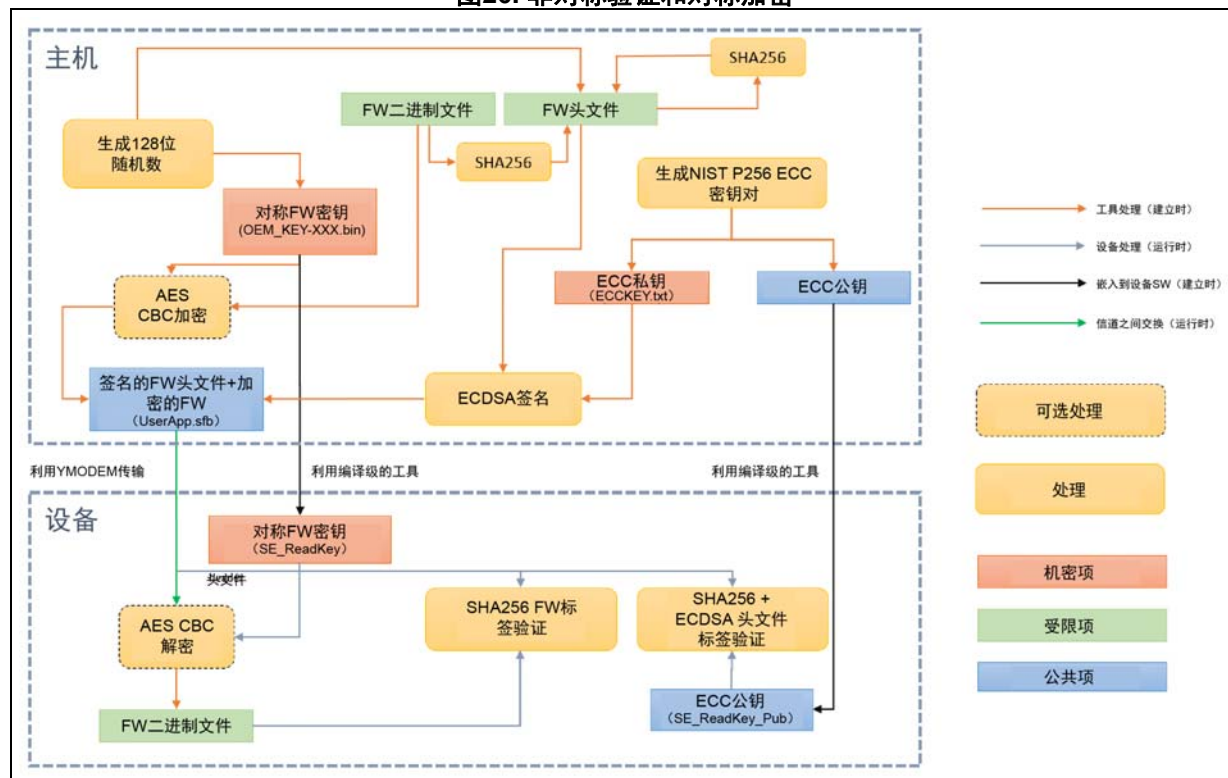 主机
SHA256
FW二进制文件
FW头文件
生成128位
随机数
SHA256
生成NIST P256 ECC
密钥对
对称FW密钥
(OEM_KEY-XXX.bin)
工具处理（建立时）
设备处理（运行时）
嵌入到设备SW（建立时）
信道之间交换（运行时）
ECC私钥
（ECCKEY.txt）
ECC公钥
AES
CBC加密
签名的FW头文件+加
密的FW
（UserApp.sfb）
ECDSA签名
可选处理
利用YMODEM传输
利用编译级的工具
利用编译级的工具
处理
设备
对称FW密钥
（SE_ReadKey）
头文件
机密项
AES CBC
解密
SHA256 FW标
签验证
SHA256 +
ECDSA 头文件
标签验证
受限项
FW二进制文件
ECC公钥
（SE_ReadKey_Pub）
公共项